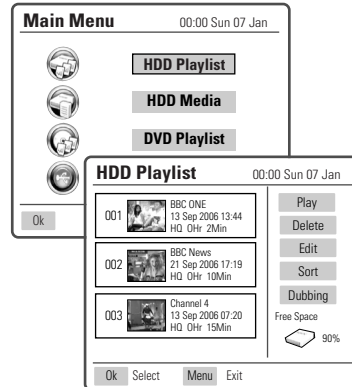 Main Menu
00:00 Sun 07 Jan
HDD Playlist
HDD Media
DVD Playlist
Ok
HDD Playlist
00:00 Sun 07 Jan
001
BBC ONE
13 Sep 2006 13:44
HQ 0Hr 2Min
002
BBC News
21 Sep 2006 17:19
HQ 0Hr 10Min
003
Channel 4
13 Sep 2006 07:20
HQ 0Hr 15Min
Play
Delete
Edit
Sort
Dubbing
Free Space
90%
Ok Select Menu Exit